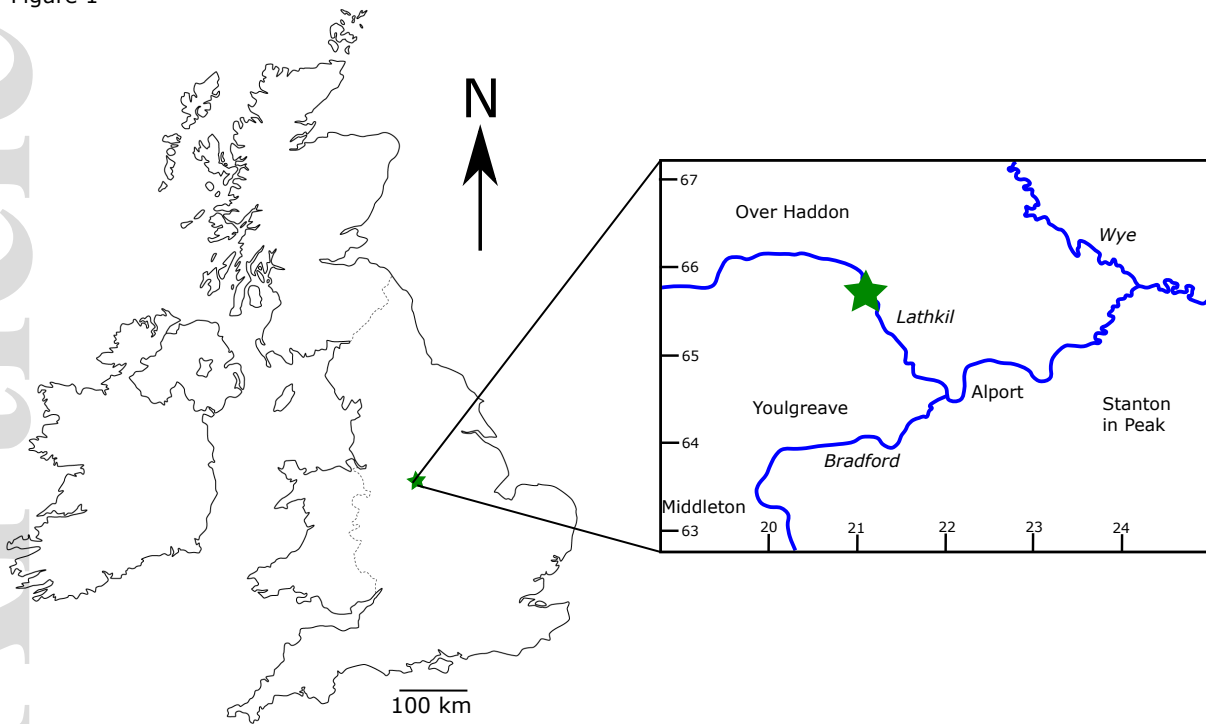 Figure 1
N
67
Over Haddon
Wye
66
Lathkil
65
Alport
Youlgreave
Stanton
in Peak
64
Bradford
Middleton
63
20
21
22
23
24
100 km